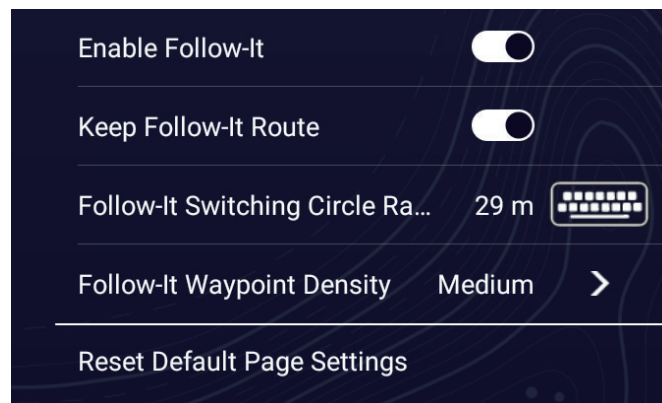 Enable Follow-It
Keep Follow-It Route
Follow-It Switching Circle Ra... 29 m
Follow-It Waypoint Density Medium
Reset Default Page Settings